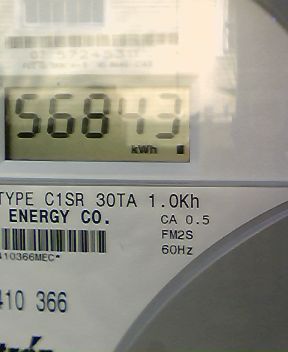 56843
kWh
TYPE C1SR 30TA 1.0Kh
ENERGY CO. CA 0.5
FM2S
60Hz
410366MEC*
410 366